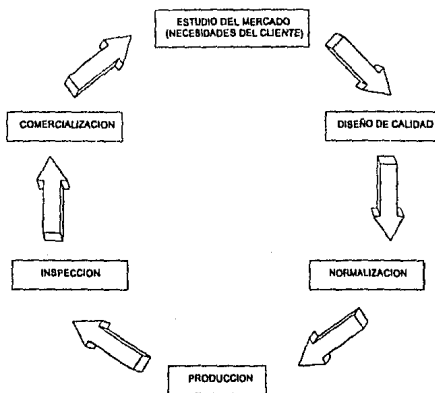 ESTUDIO DEL MERCADO
(NECESIDADES DEL CLIENTE)
COMERCIALIZACION
DISEÑO DE CALIDAD
INSPECCION
NORMALIZACION
PRODUCCION